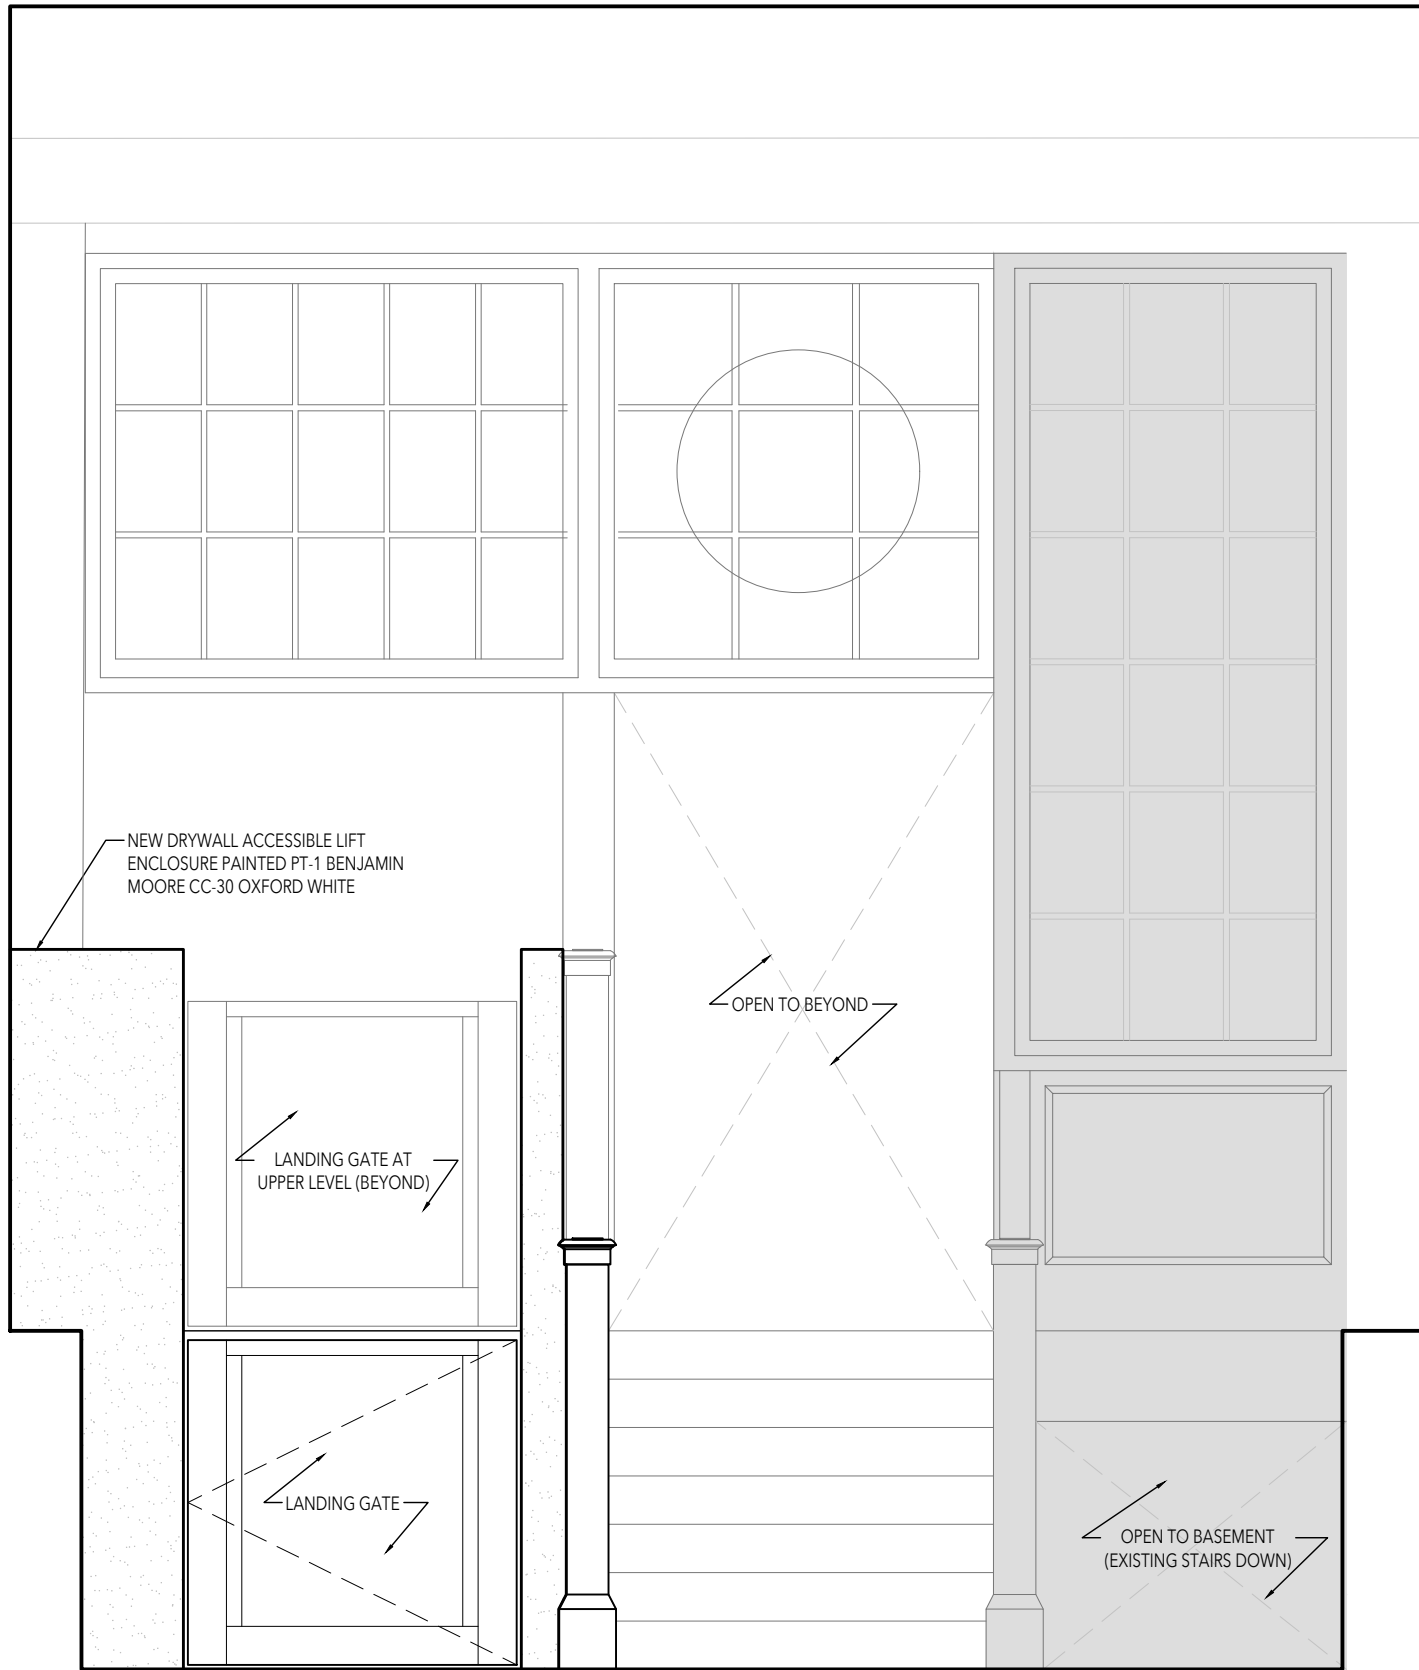 NEW DRYWALL ACCESSIBLE LIFT
ENCLOSURE PAINTED PT-1 BENJAMIN
MOORE CC-30 OXFORD WHITE
OPEN TO BEYOND
LANDING GATE AT
UPPER LEVEL (BEYOND)
LANDING GATE
OPEN TO BASEMENT
(EXISTING STAIRS DOWN)